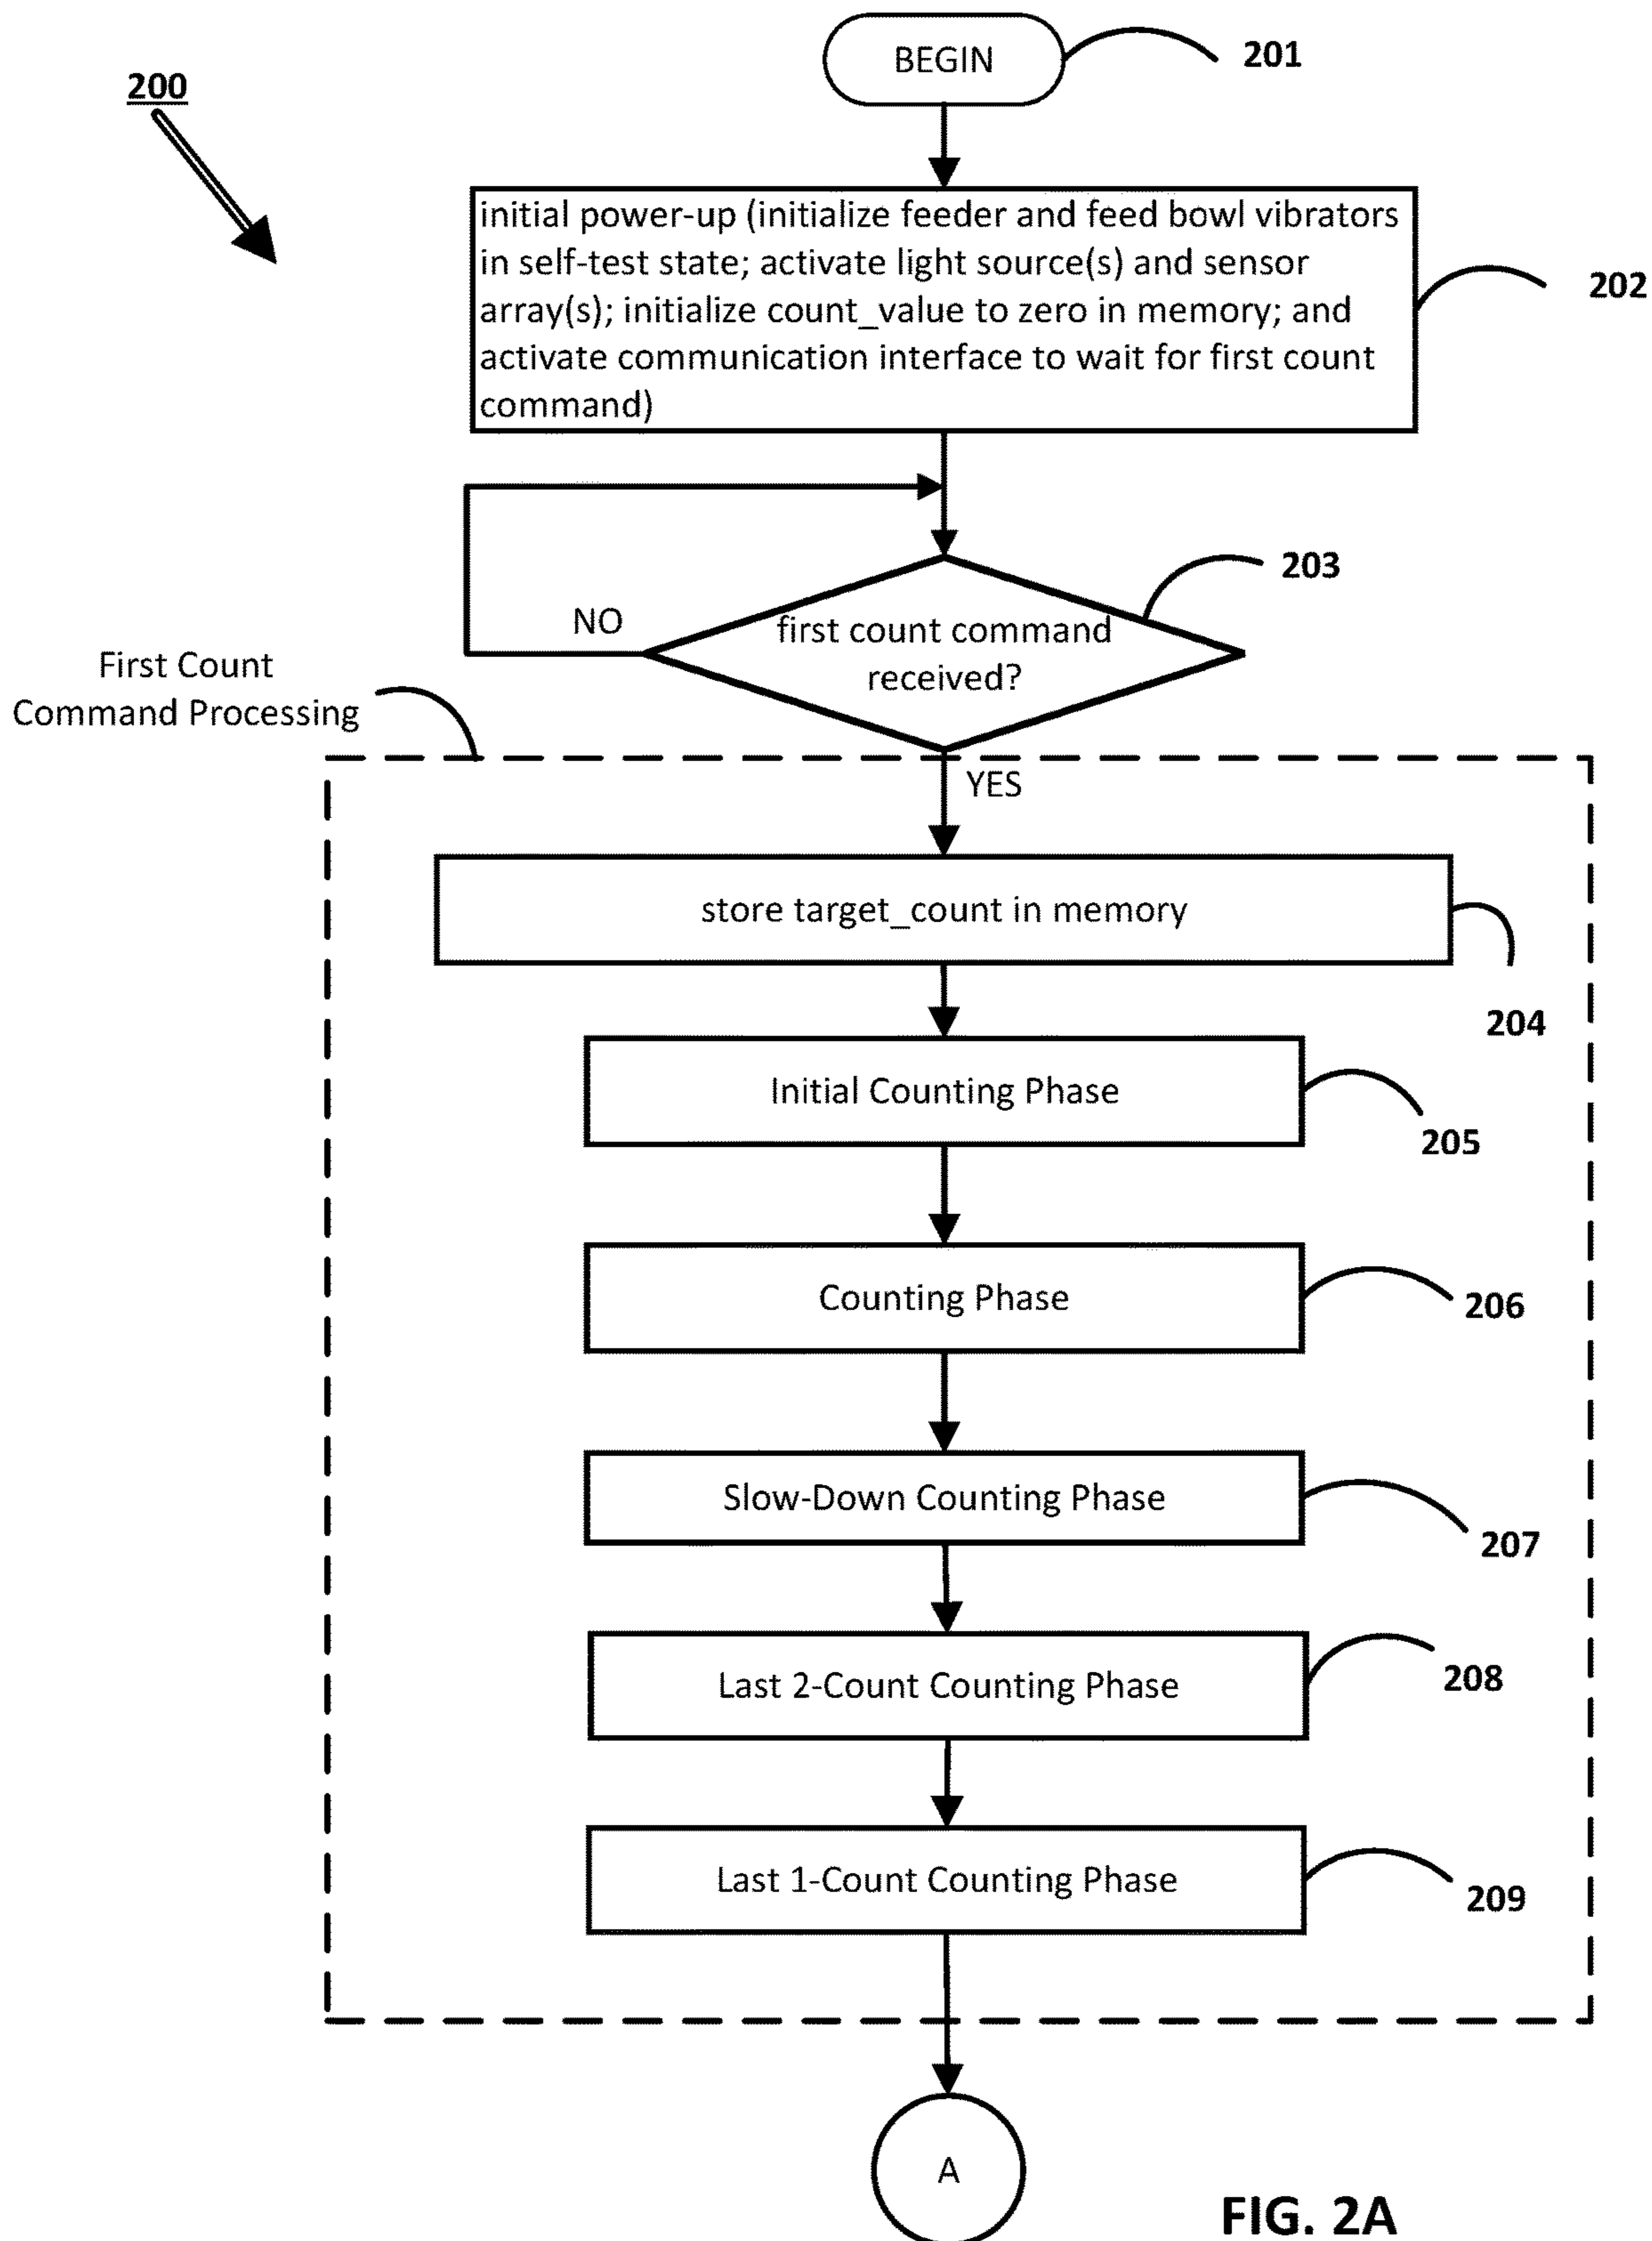 BEGIN
201
200
initial power-up (initialize feeder and feed bowl vibrators
in self-test state; activate light source(s) and sensor
array(s); initialize count_value to zero in memory; and
activate communication interface to wait for first count
command)
202
203
NO
first count command
received?
First Count
Command Processing
YES
store target_count in memory
204
Initial Counting Phase
205
Counting Phase
206
Slow-Down Counting Phase
207
Last 2-Count Counting Phase
208
Last 1-Count Counting Phase
209
A
FIG. 2A